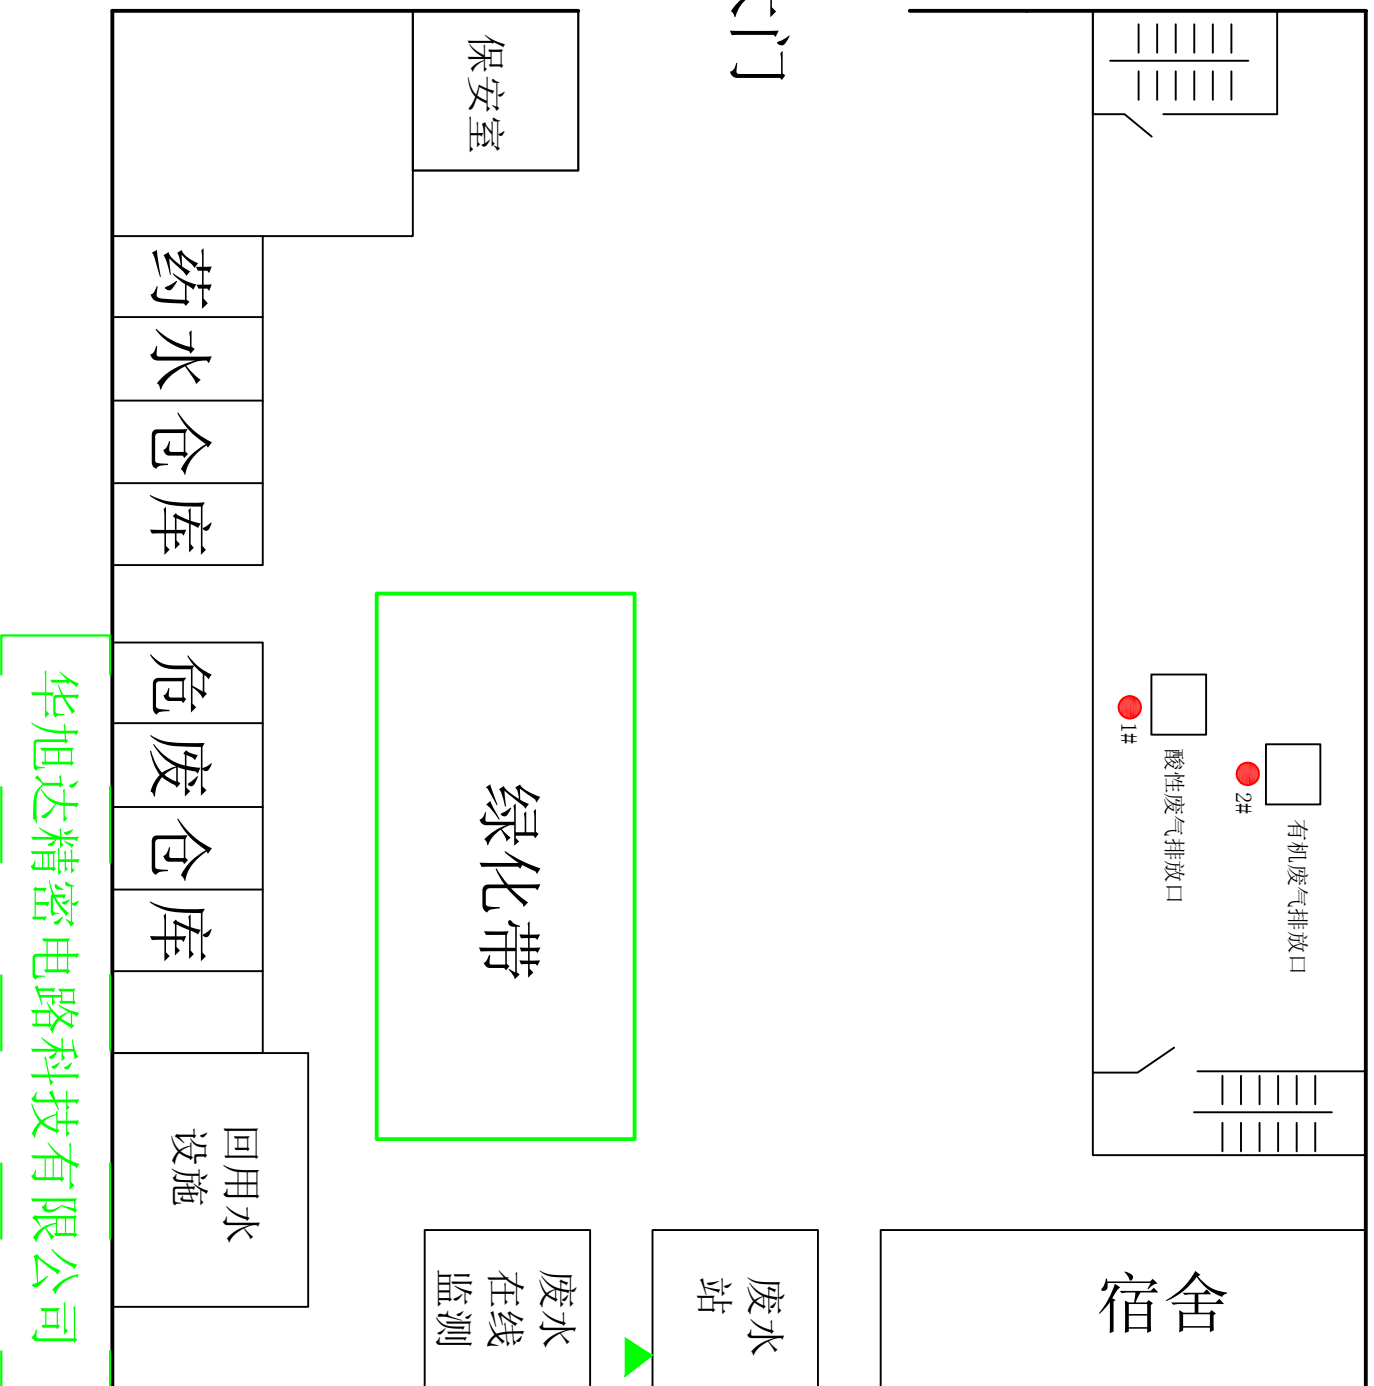 门
保安室
药水仓库
危废仓库
绿化带
1#
酸性废气排放口
2#
有机废气排放口
华旭达精密电路科技有限公司
回用水
设施
废水
在线
监测
废水
站
宿舍